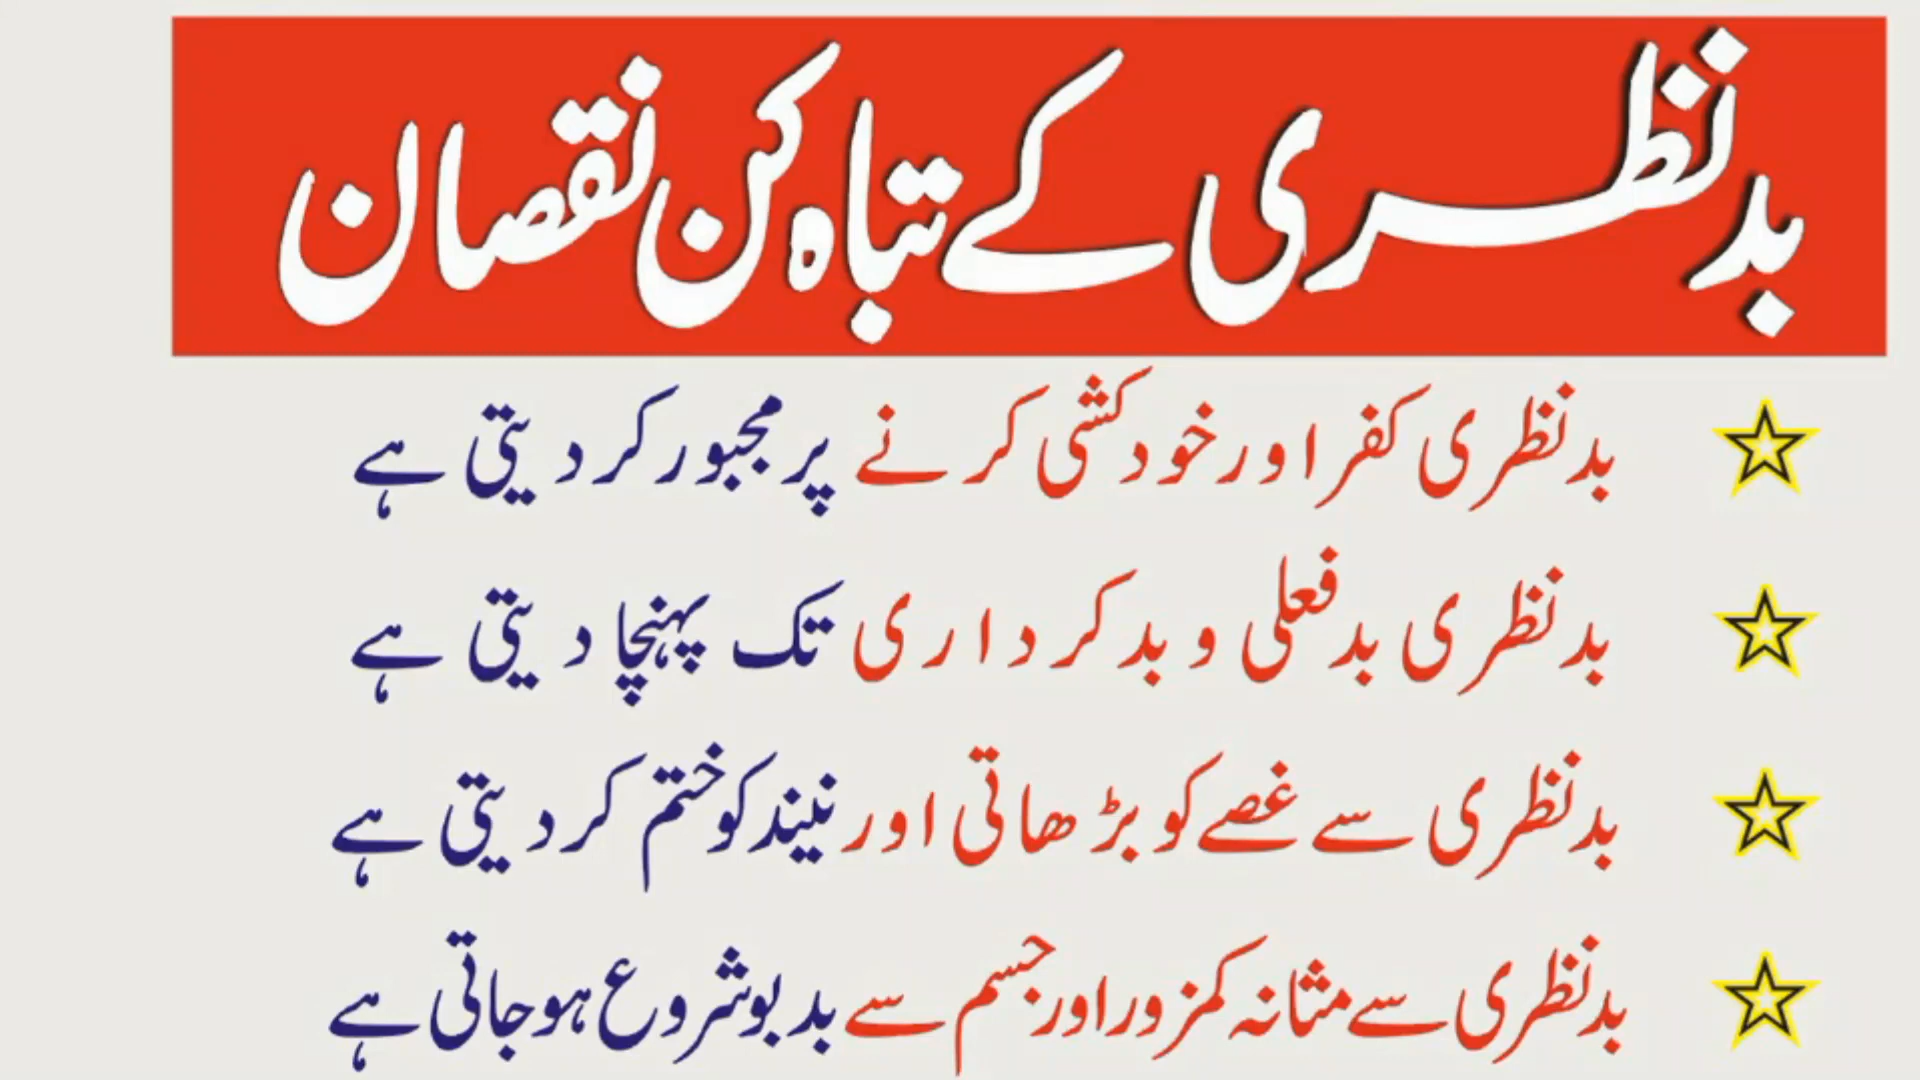 بدنظری کے تباہ کن نقصان
بدنظری کفر اور خودکشی کرنے پر مجبور کر دیتی ہے
بدنظری بدفعلی و بدکرداری تک پہنچا دیتی ہے
بدنظری سے غصے کو بڑھاتی اور نیند کو ختم کر دیتی ہے
بدنظری سے مثانہ کمزور اور جسم سے بدبو شروع ہو جاتی ہے